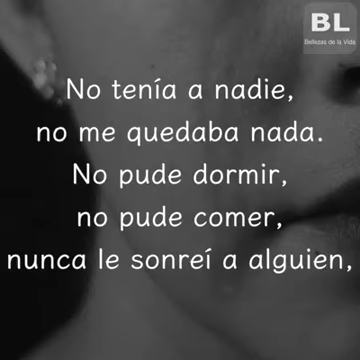 BL
Bellezas de la Vida
No tenía a nadie,
no me quedaba nada.
No pude dormir,
no pude comer,
nunca le sonreí a alguien,